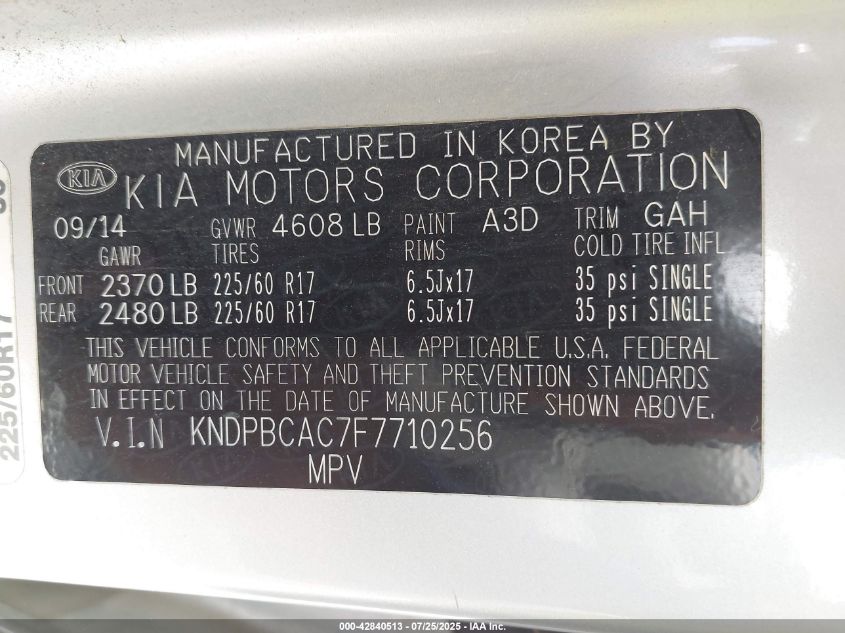 MANUFACTURED IN KOREA BY
KIA KIA MOTORS CORPORATION
09/14 GVWR 4608 LB PAINT A3D TRIM GAH
GAWR TIRES RIMS COLD TIRE INFL
FRONT 2370 LB 225/60 R17 6.5Jx17 35 psi SINGLE
REAR 2480 LB 225/60 R17 6.5Jx17 35 psi SINGLE
THIS VEHICLE CONFORMS TO ALL APPLICABLE U.S.A. FEDERAL
MOTOR VEHICLE SAFETY AND THEFT PREVENTION STANDARDS
IN EFFECT ON THE DATE OF MANUFACTURE SHOWN ABOVE.
V.I.N KNDPBCAC7F7710256
MPV
225/60R17
000-42840513 - 07/25/2025 - IAA Inc.